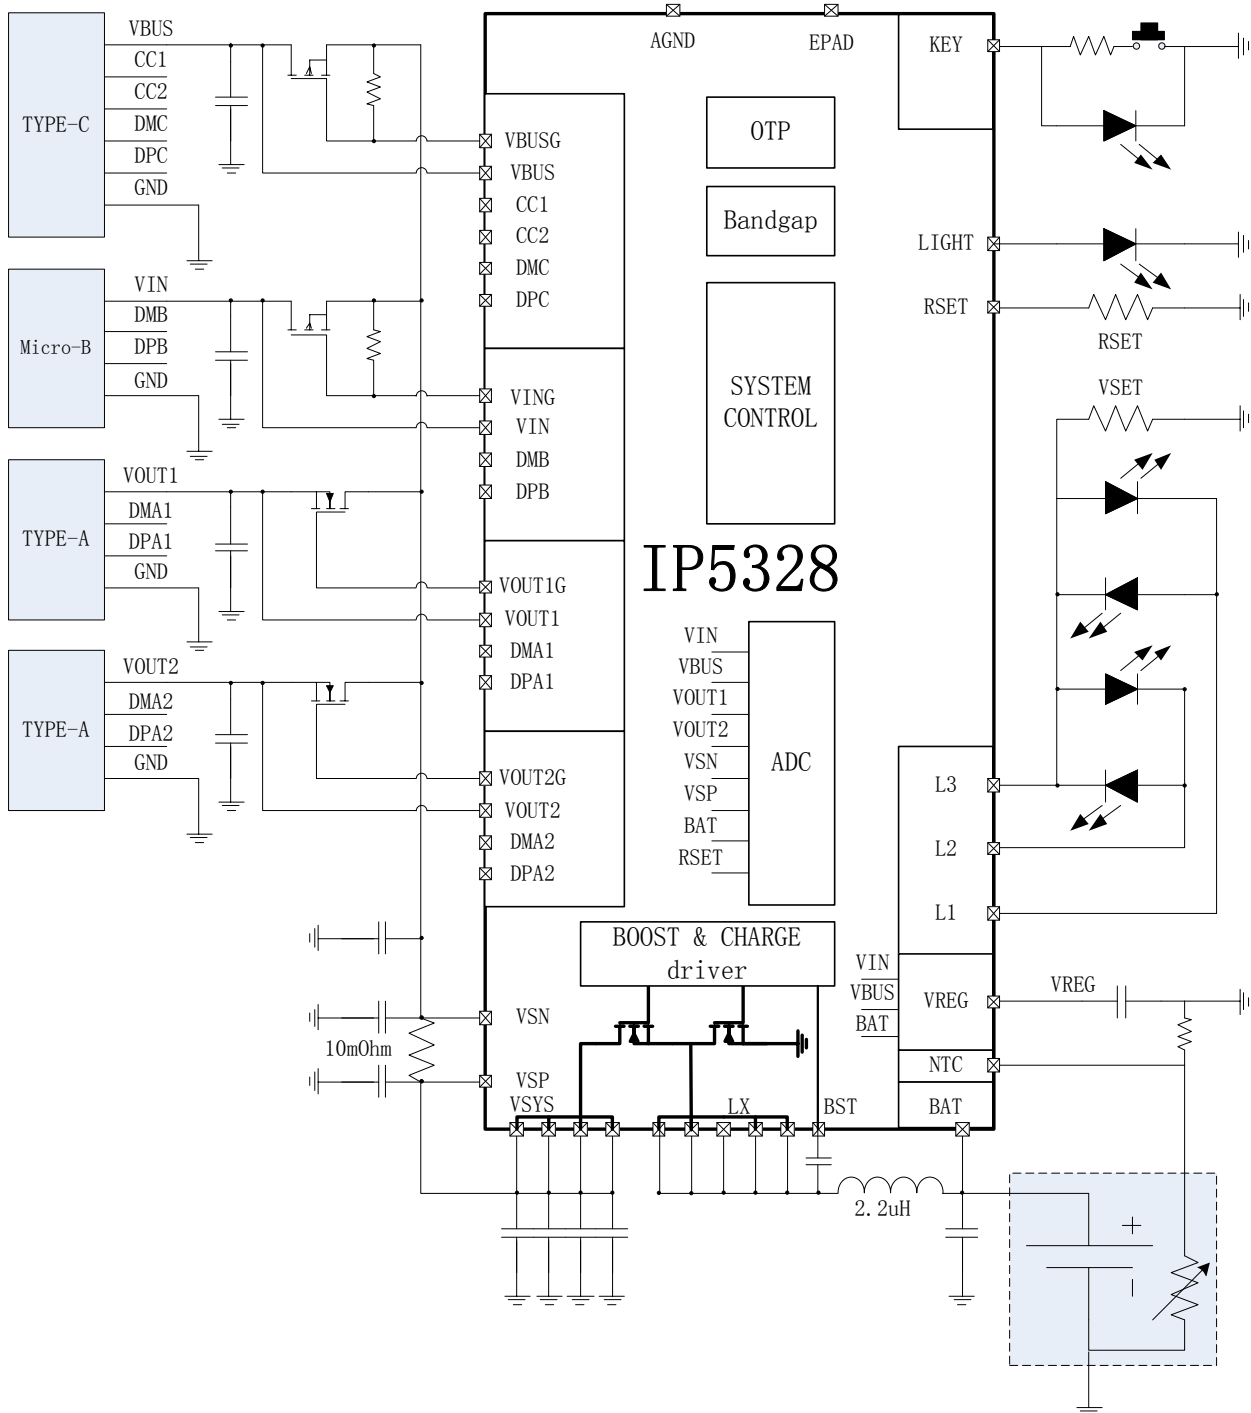 TYPE-C
VBUS
CC1
CC2
DMC
DPC
GND
Micro-B
VIN
DMB
DPB
GND
TYPE-A
VOUT1
DMA1
DPA1
GND
TYPE-A
VOUT2
DMA2
DPA2
GND
10mOhm
AGND
EPAD
VBUSG
VBUS
CC1
CC2
DMC
DPC
VING
VIN
DMB
DPB
VOUT1G
VOUT1
DMA1
DPA1
VOUT2G
VOUT2
DMA2
DPA2
VSN
VSP
VSYS
OTP
Bandgap
SYSTEM
CONTROL
IP5328
VIN
VBUS
VOUT1
VOUT2
VSN
VSP
BAT
RSET
ADC
BOOST & CHARGE
driver
LX
BST
KEY
LIGHT
RSET
L3
L2
L1
VIN
VBUS
BAT
VREG
NTC
BAT
RSET
VSET
VREG
2.2uH
+
−